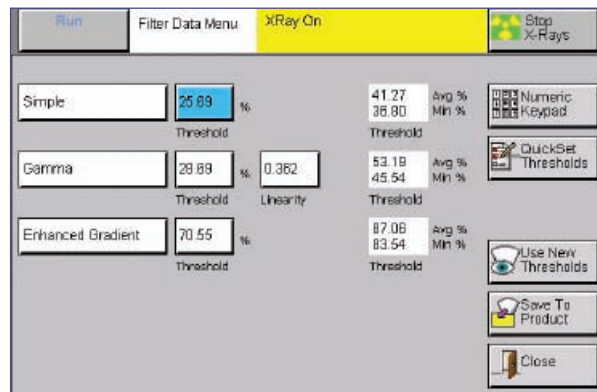 Run
Filter Data Menu
XRay On
Stop
X-Rays
Simple
25.69
%
41.27
Avg %
36.80
Min %
Threshold
Threshold
Numeric
Keypad
Gamma
28.69
%
0.362
53.19
Avg %
45.54
Min %
Threshold
Linearity
Threshold
QuickSet
Thresholds
Enhanced Gradient
70.55
%
87.06
Avg %
83.54
Min %
Threshold
Threshold
Use New
Thresholds
Save To
Product
Close